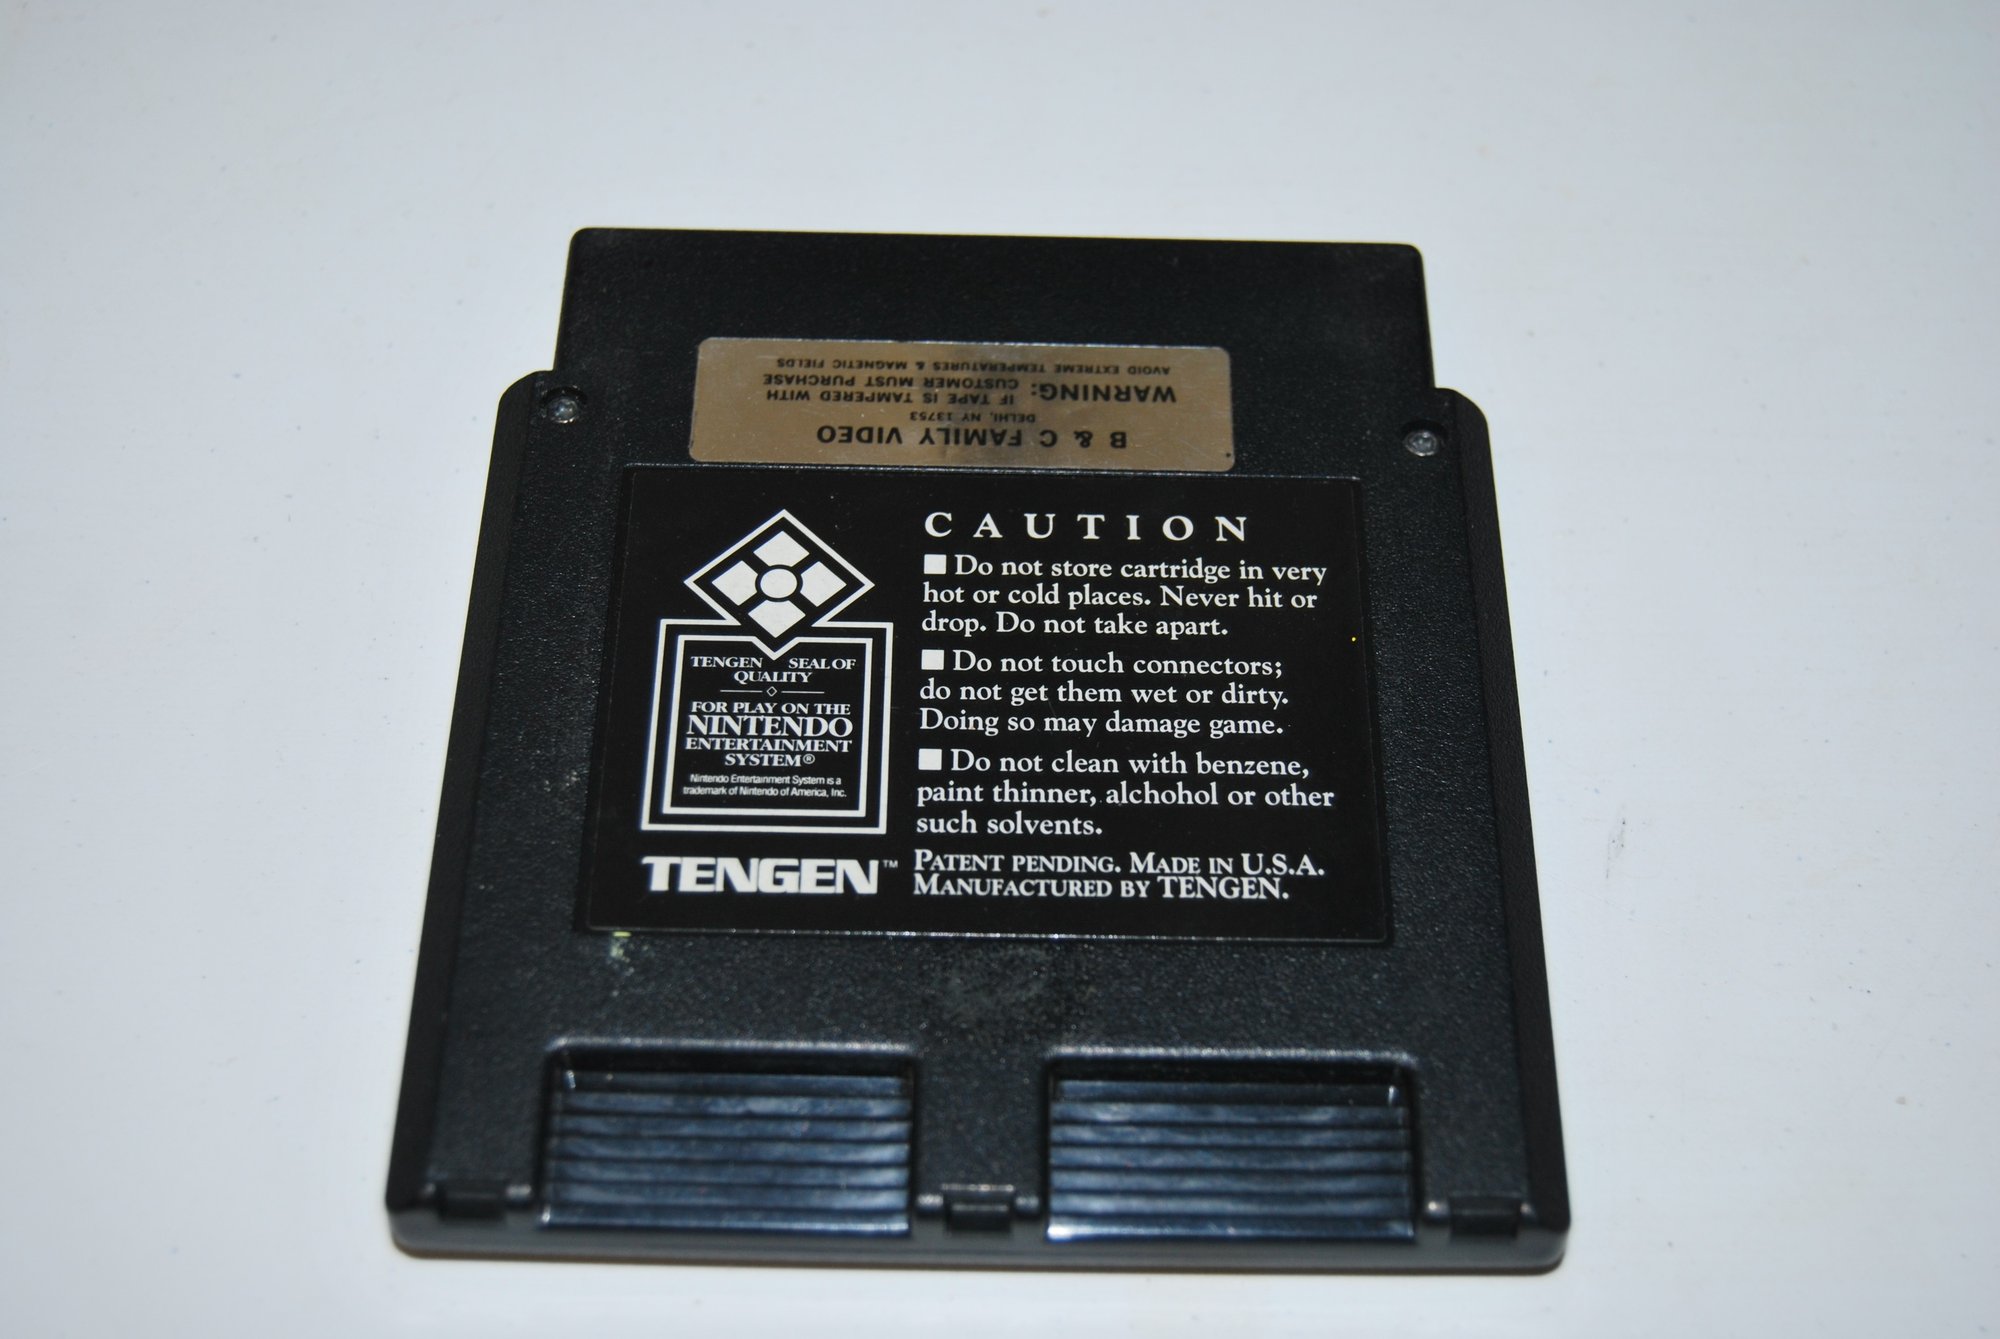 B & C FAMILY VIDEO
DELHI, NY 13753
WARNING: IF TAPE IS TAMPERED WITH
CUSTOMER MUST PURCHASE
AVOID EXTREME TEMPERATURES & MAGNETIC FIELDS
TENGEN SEAL OF
QUALITY
FOR PLAY ON THE
NINTENDO
ENTERTAINMENT
SYSTEM®
Nintendo Entertainment System is a
trademark of Nintendo of America, Inc.
TENGEN™
CAUTION
■ Do not store cartridge in very
hot or cold places. Never hit or
drop. Do not take apart.
■ Do not touch connectors;
do not get them wet or dirty.
Doing so may damage game.
■ Do not clean with benzene,
paint thinner, alchohol or other
such solvents.
PATENT PENDING. MADE IN U.S.A.
MANUFACTURED BY TENGEN.